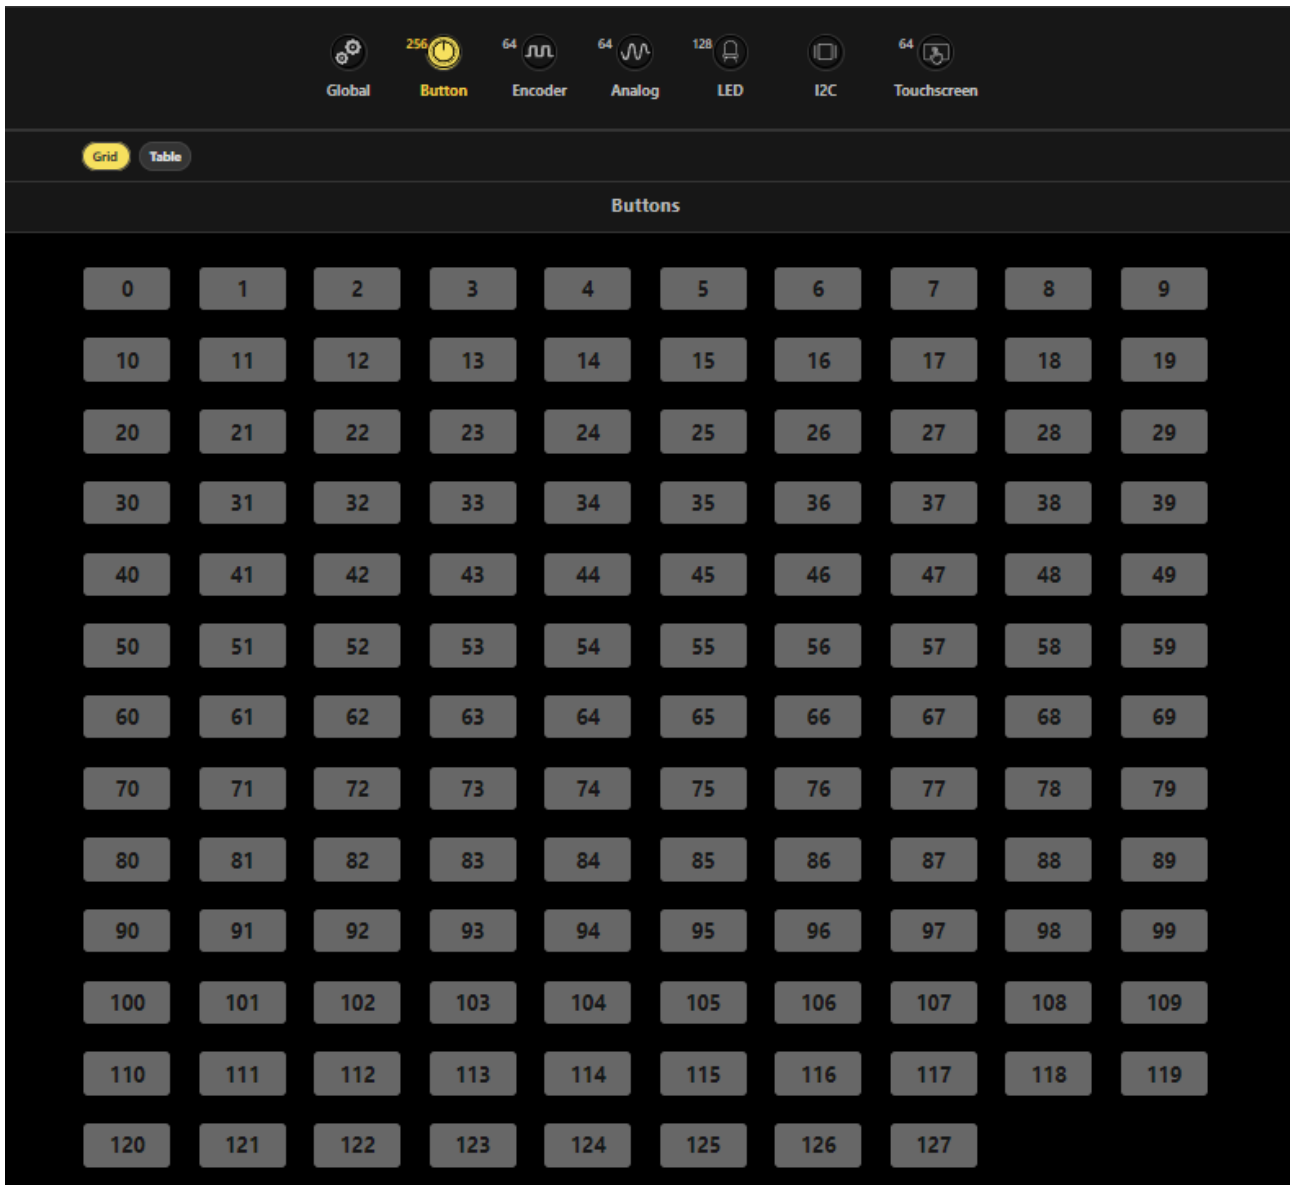 256 64 64 128 64
Global Button Encoder Analog LED I2C Touchscreen
Grid Table
Buttons
0 1 2 3 4 5 6 7 8 9
10 11 12 13 14 15 16 17 18 19
20 21 22 23 24 25 26 27 28 29
30 31 32 33 34 35 36 37 38 39
40 41 42 43 44 45 46 47 48 49
50 51 52 53 54 55 56 57 58 59
60 61 62 63 64 65 66 67 68 69
70 71 72 73 74 75 76 77 78 79
80 81 82 83 84 85 86 87 88 89
90 91 92 93 94 95 96 97 98 99
100 101 102 103 104 105 106 107 108 109
110 111 112 113 114 115 116 117 118 119
120 121 122 123 124 125 126 127